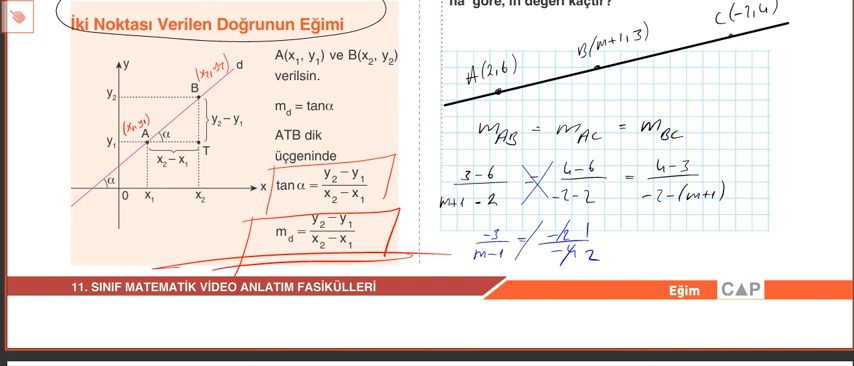 na göre, m değeri kaçtır?
İki Noktası Verilen Doğrunun Eğimi
A(x₁, y₁) ve B(x₂, y₂)
verilsin.
m_d = tanα
ATB dik
üçgeninde
tanα = (y₂ – y₁)/(x₂ – x₁)
m_d = (y₂ – y₁)/(x₂ – x₁)
y
d
(x₂, y₂)
B
y₂
y₂ – y₁
(x₁, y₁)
A
α
y₁
T
x₂ – x₁
α
0 x₁ x₂ x
A(2,6)
B(m+1,3)
C(-2,4)
m_AB = m_AC = m_BC
(3-6)/(m+1-2) = (4-6)/(-2-2) = (4-3)/(-2-(m+1))
-3/(m-1) = -2/-4 1 2
11. SINIF MATEMATİK VİDEO ANLATIM FASİKÜLLERİ
Eğim
CAP